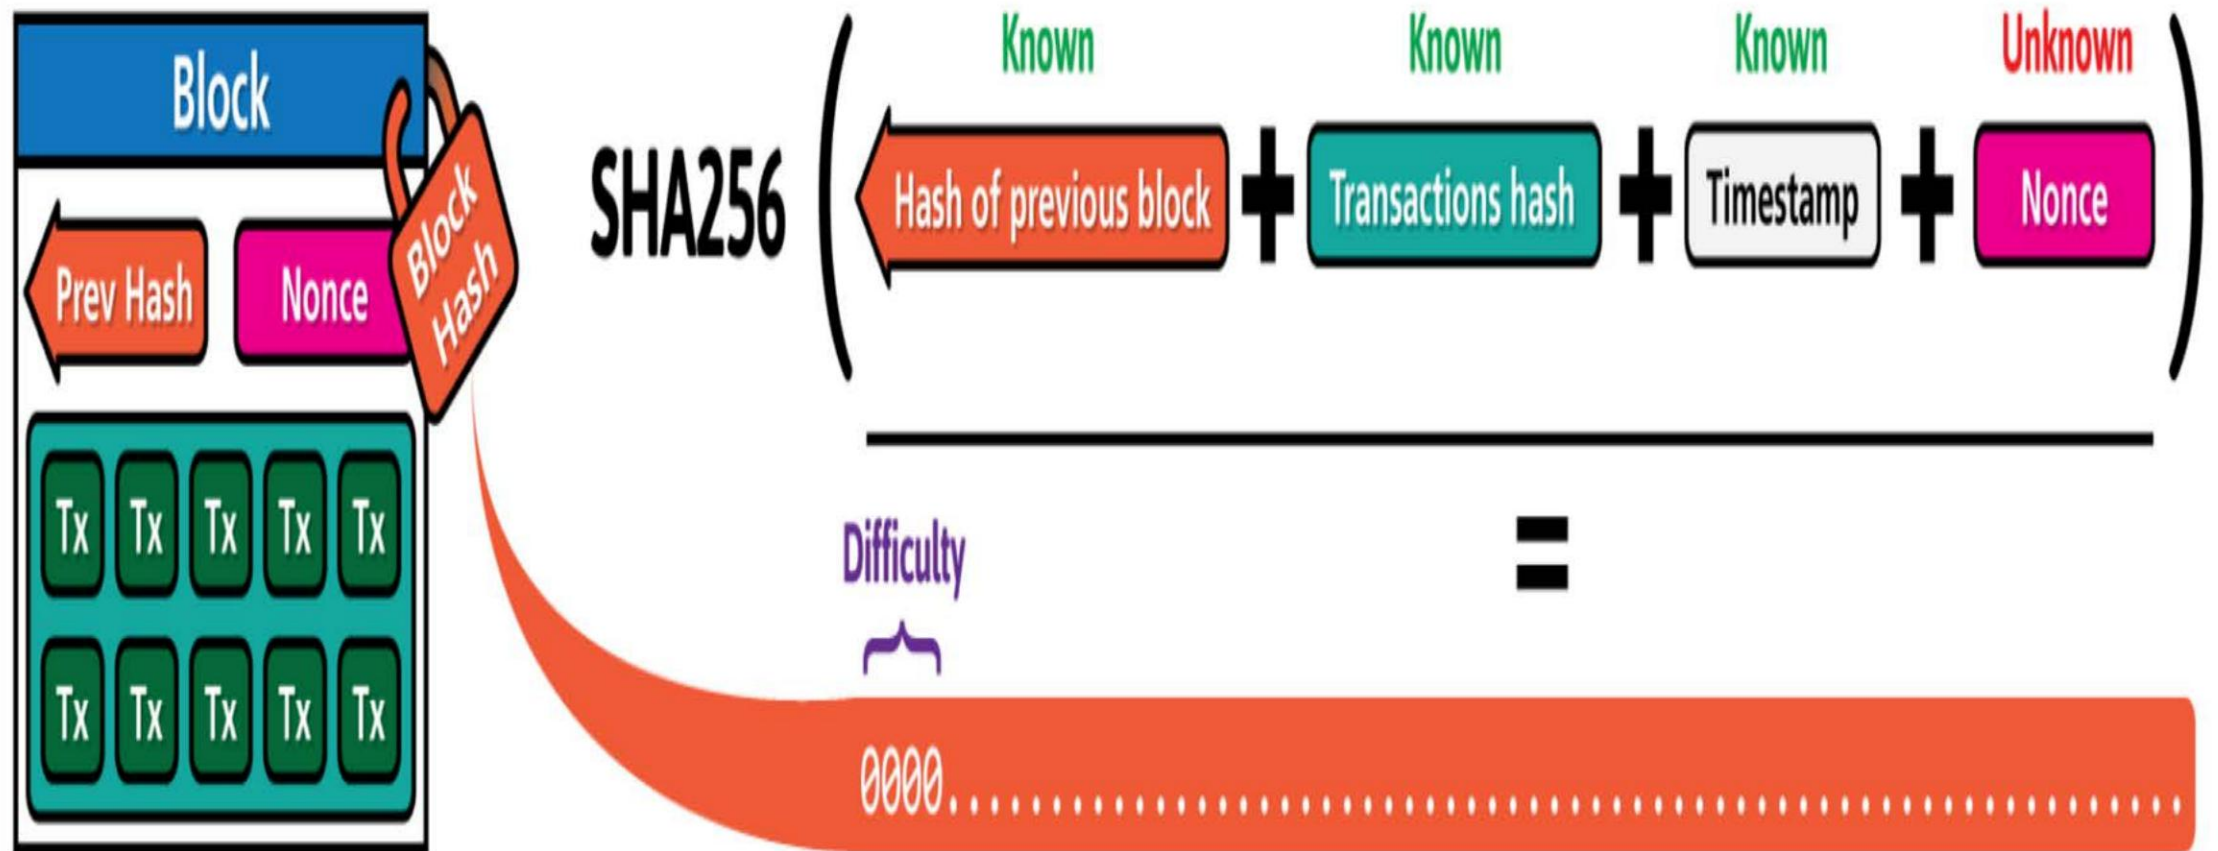 Block
Prev Hash
Nonce
Block
Hash
Tx Tx Tx Tx Tx
Tx Tx Tx Tx Tx
Known Known Known Unknown
SHA256 ( Hash of previous block + Transactions hash + Timestamp + Nonce )
Difficulty
=
0000............................................................